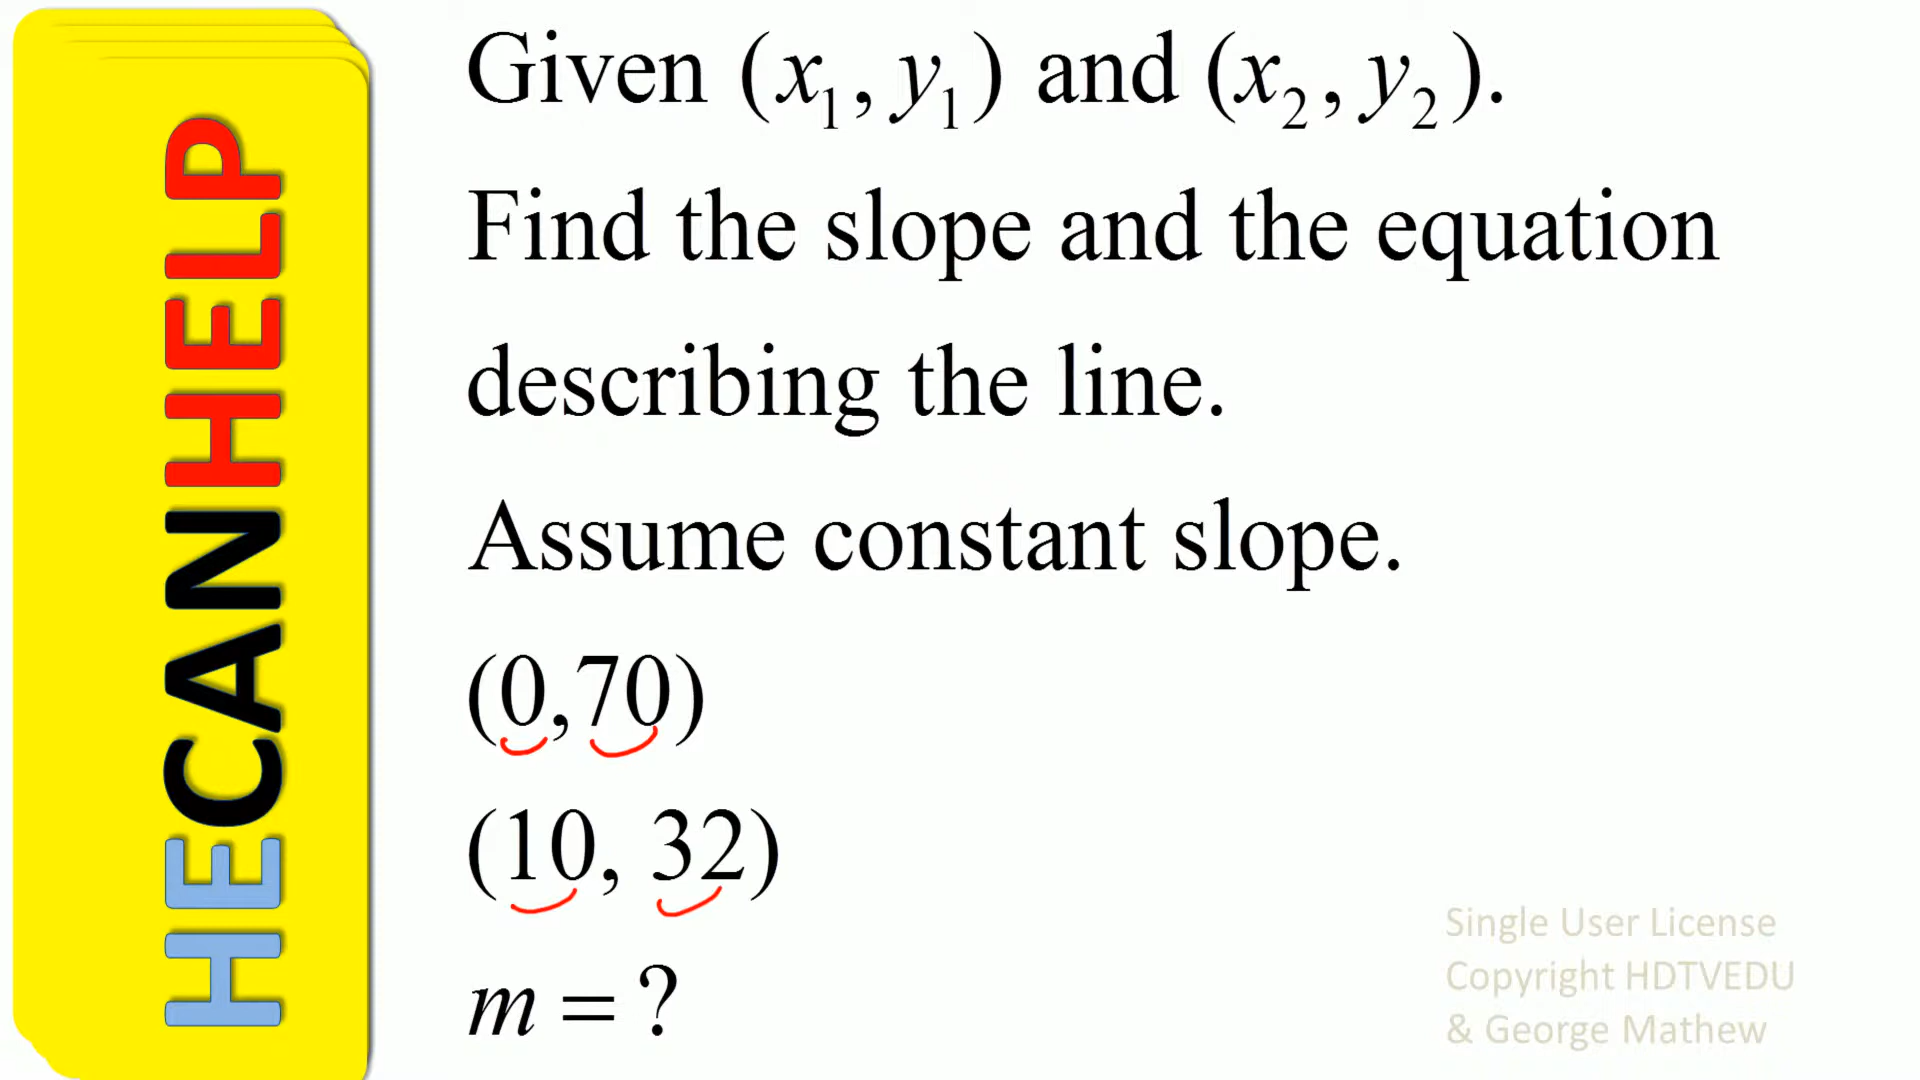 HECANHELP
Given (x₁, y₁) and (x₂, y₂).
Find the slope and the equation
describing the line.
Assume constant slope.
(0,70)
(10, 32)
m = ?
Single User License
Copyright HDTVEDU
& George Mathew